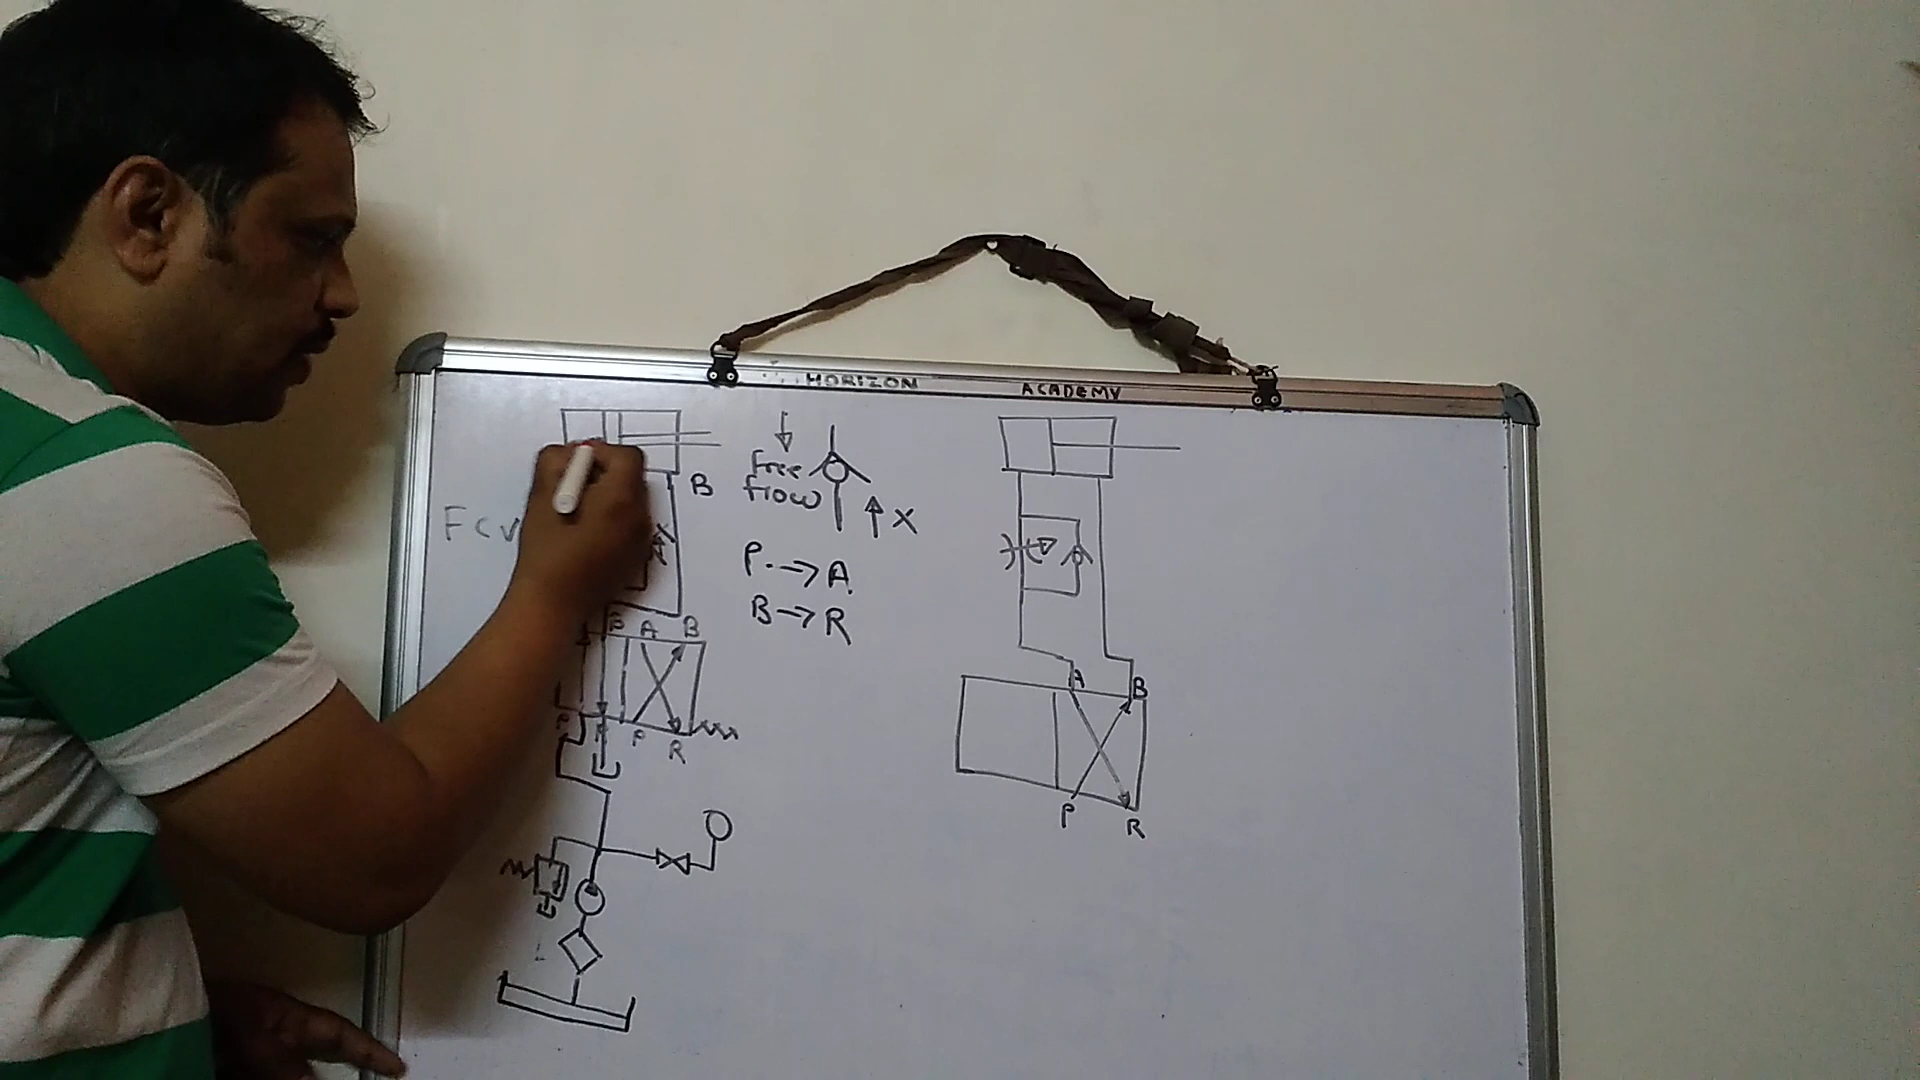 HORIZON ACADEMY
B
Free
flow
X
FCV
P → A
B → R
P A B
P R P R
A B
P R